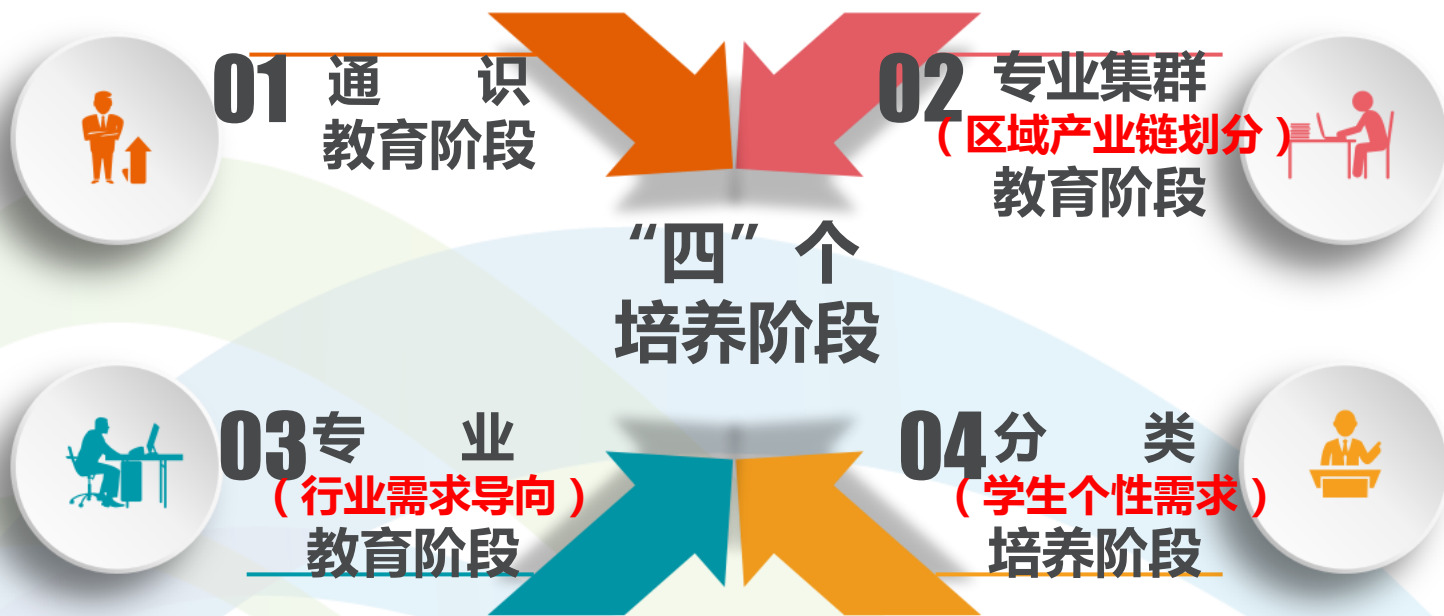 01 通 识
教育阶段
02 专业集群
（区域产业链划分）
教育阶段
“四”个
培养阶段
03 专 业
（行业需求导向）
教育阶段
04 分 类
（学生个性需求）
培养阶段